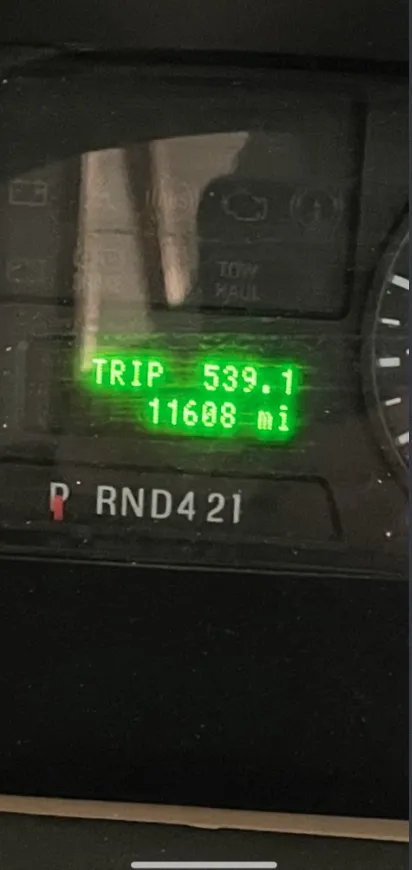 TOW
HAUL
TRIP 539.1
11608 mi
P RND421